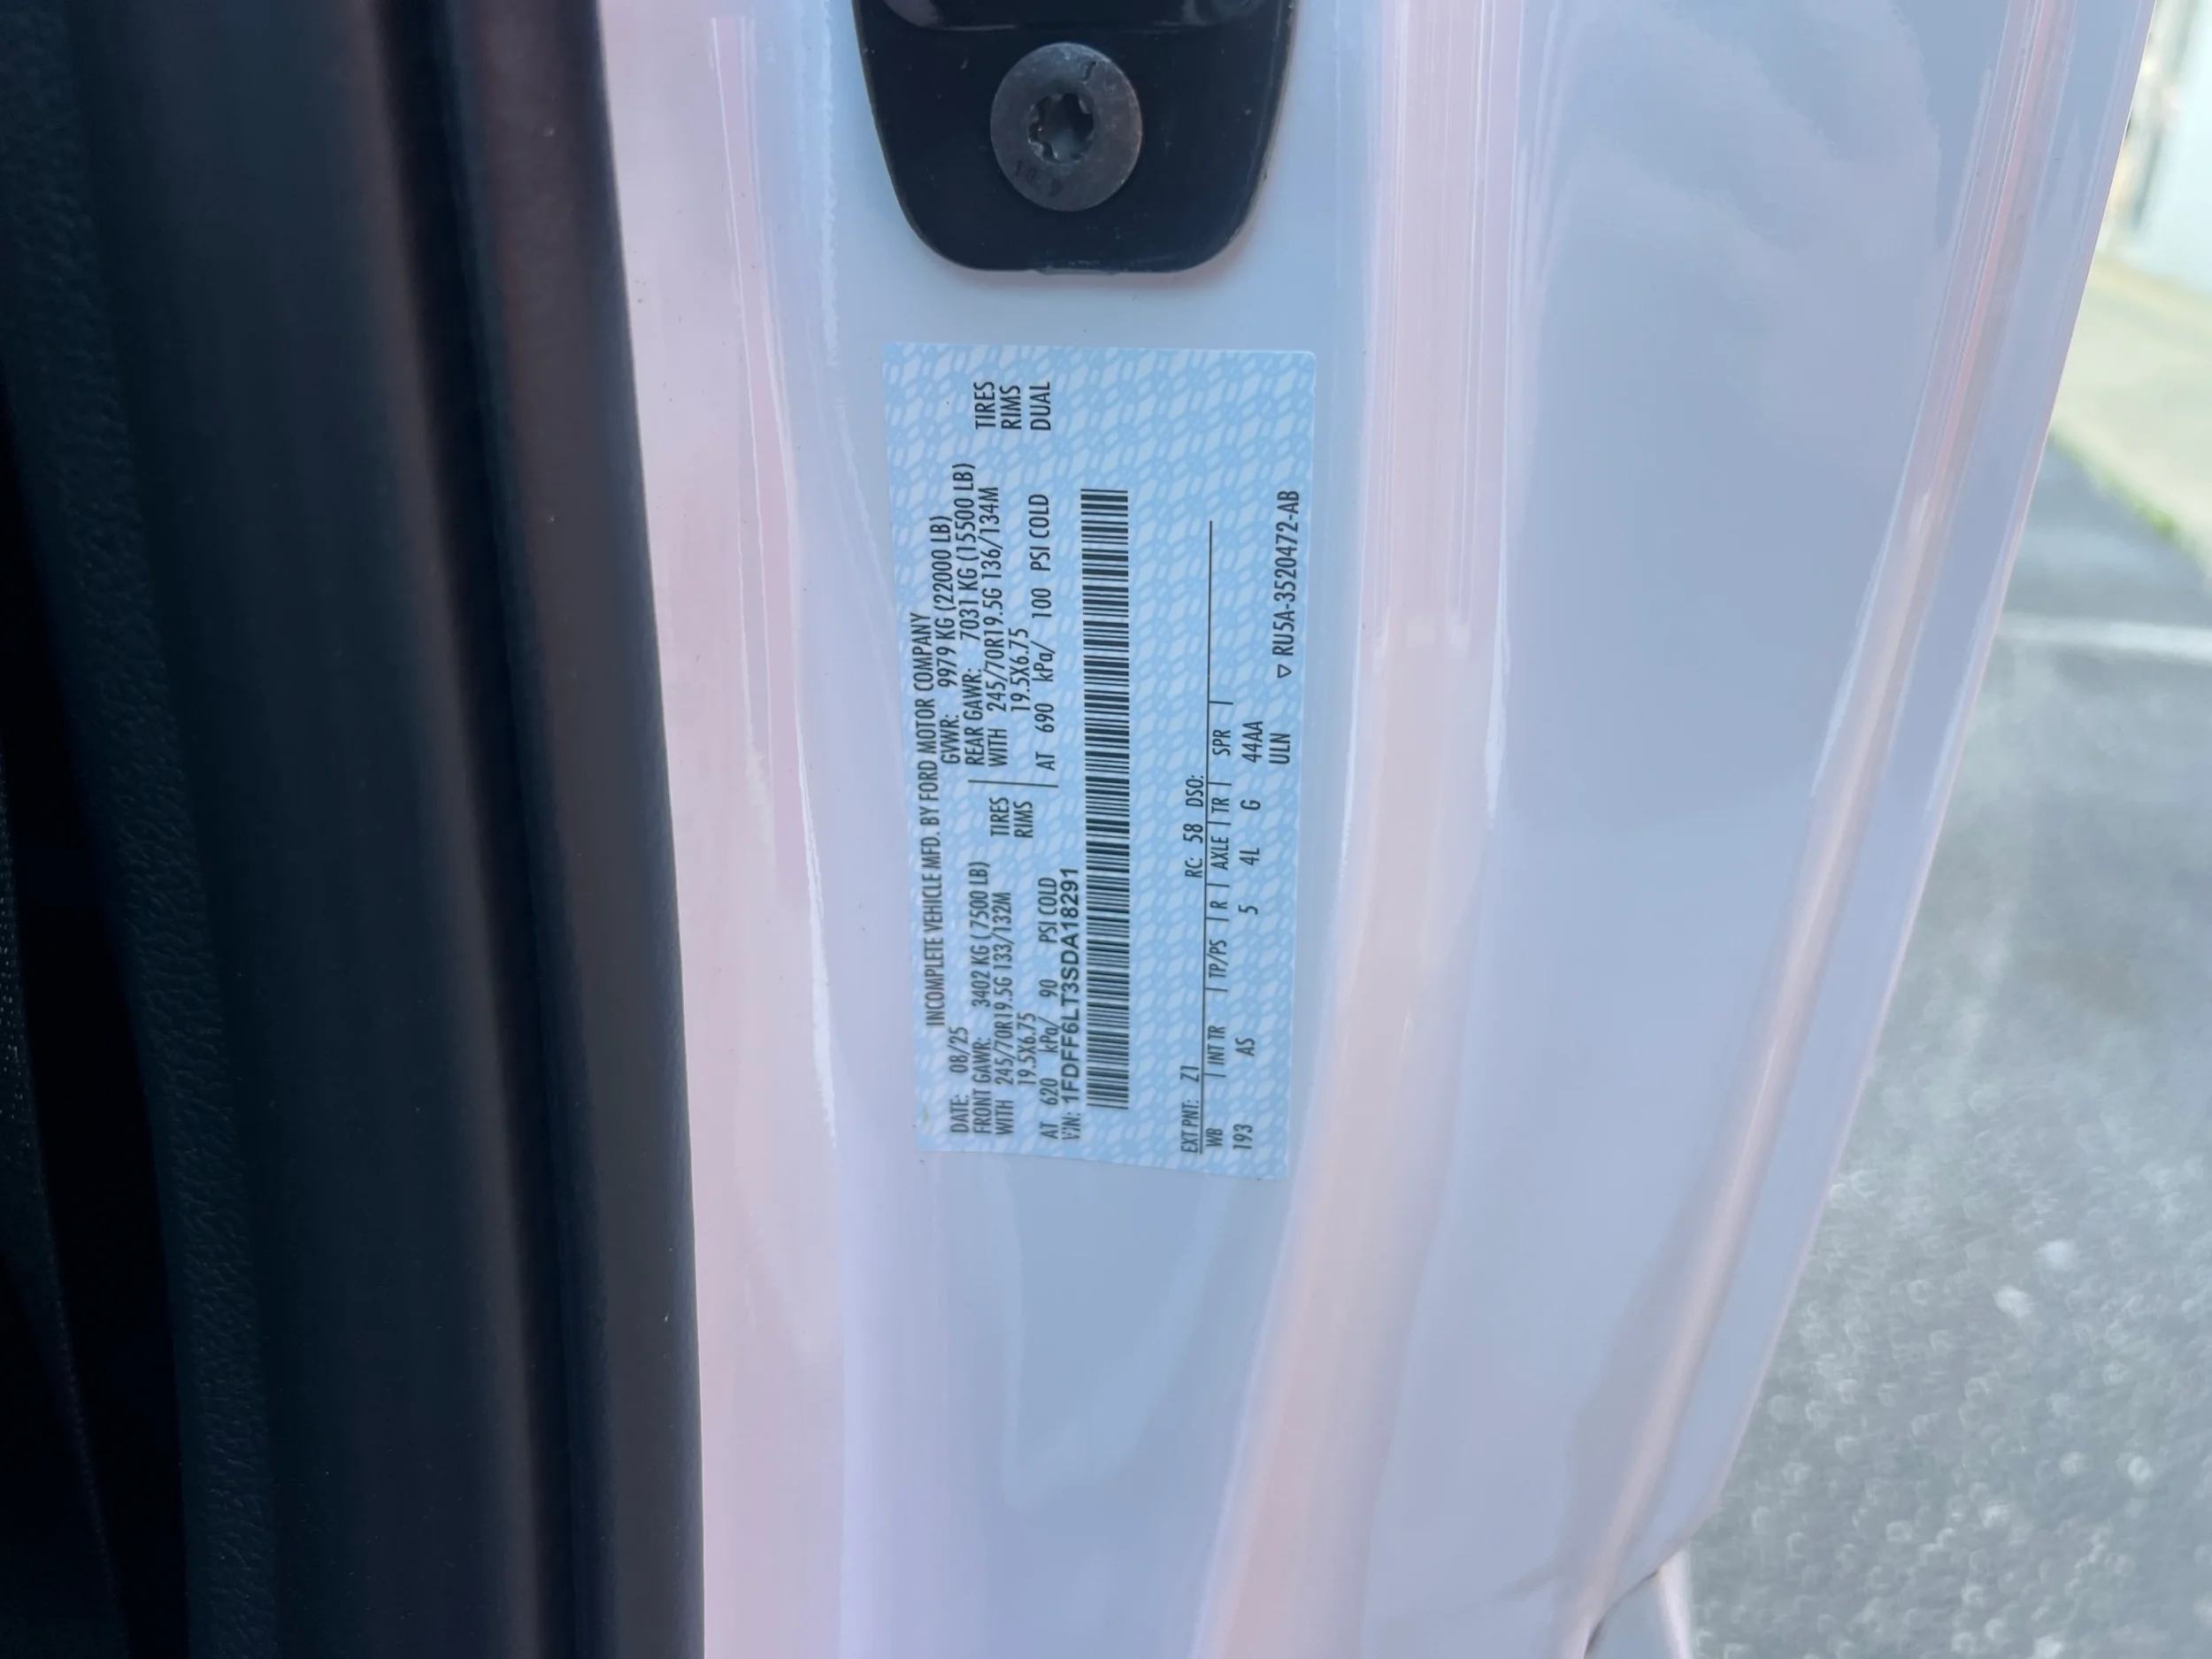 INCOMPLETE VEHICLE MFD. BY FORD MOTOR COMPANY
DATE: 08/25 GVWR: 9979 KG (22000 LB)
FRONT GAWR: 3402 KG (7500 LB) REAR GAWR: 7031 KG (15500 LB)
WITH 245/70R19.5G 133/132M TIRES WITH 245/70R19.5G 136/134M TIRES
19.5X6.75 RIMS 19.5X6.75 RIMS
AT 620 kPa/ 90 PSI COLD AT 690 kPa/ 100 PSI COLD DUAL
VIN: 1FDFF6LT3SDA18291
EXT PNT: Z1 RC: 58 DSO:
WB | INT TR | TP/PS | R | AXLE | TR | SPR |
193 AS 5 4L G 44AA
ULN
▽ RU5A-3520472-AB